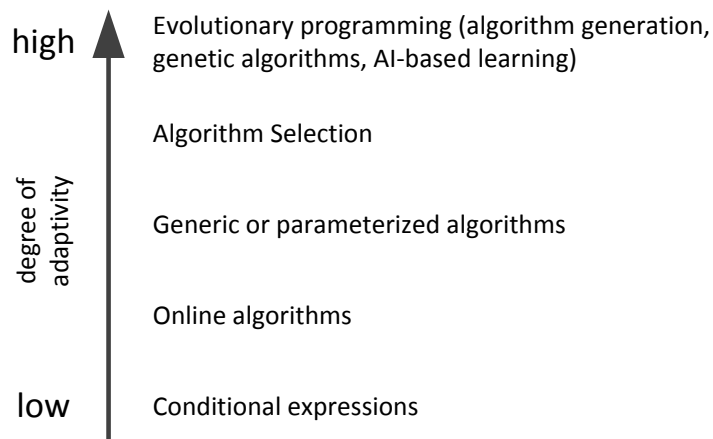 high
Evolutionary programming (algorithm generation,
genetic algorithms, AI-based learning)
Algorithm Selection
degree of
adaptivity
Generic or parameterized algorithms
Online algorithms
low
Conditional expressions